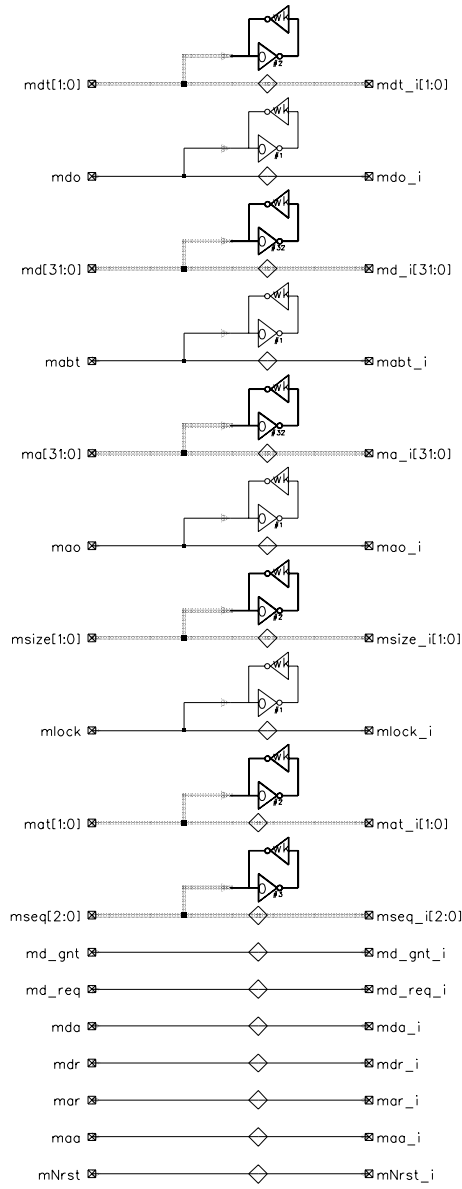 wk
#2
mdt[1:0] mdt_i[1:0]
wk
#1
mdo mdo_i
wk
#32
md[31:0] md_i[31:0]
wk
#1
mabt mabt_i
wk
#32
ma[31:0] ma_i[31:0]
wk
#1
mao mao_i
wk
#2
msize[1:0] msize_i[1:0]
wk
#1
mlock mlock_i
wk
#2
mat[1:0] mat_i[1:0]
wk
#3
mseq[2:0] mseq_i[2:0]
md_gnt md_gnt_i
md_req md_req_i
mda mda_i
mdr mdr_i
mar mar_i
maa maa_i
mNrst mNrst_i